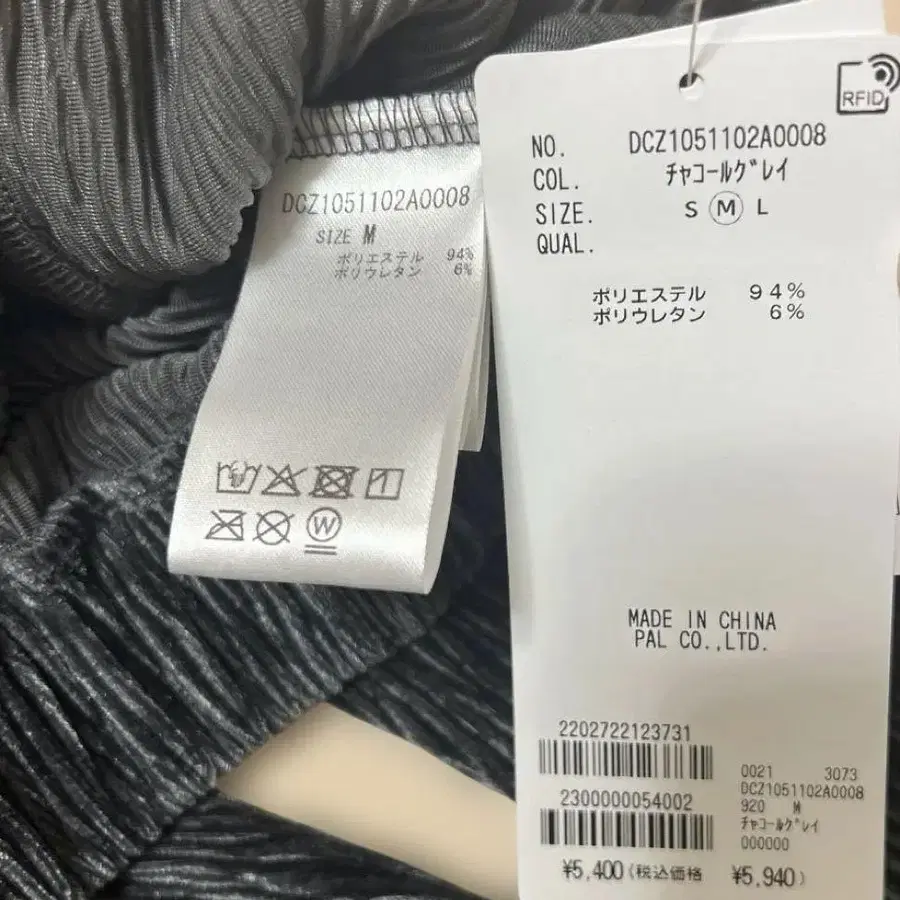 DCZ1051102A0008
SIZE M
ポリエステル 94%
ポリウレタン 6%
W
RFID
NO. DCZ1051102A0008
COL. チャコールグレイ
SIZE. S M L
QUAL.
ポリエステル 94%
ポリウレタン 6%
MADE IN CHINA
PAL CO.,LTD.
2202722123731
2300000054002
0021 3073
DCZ1051102A0008
920 M
チャコールグレイ
000000
¥5,400(税込価格 ¥5,940)